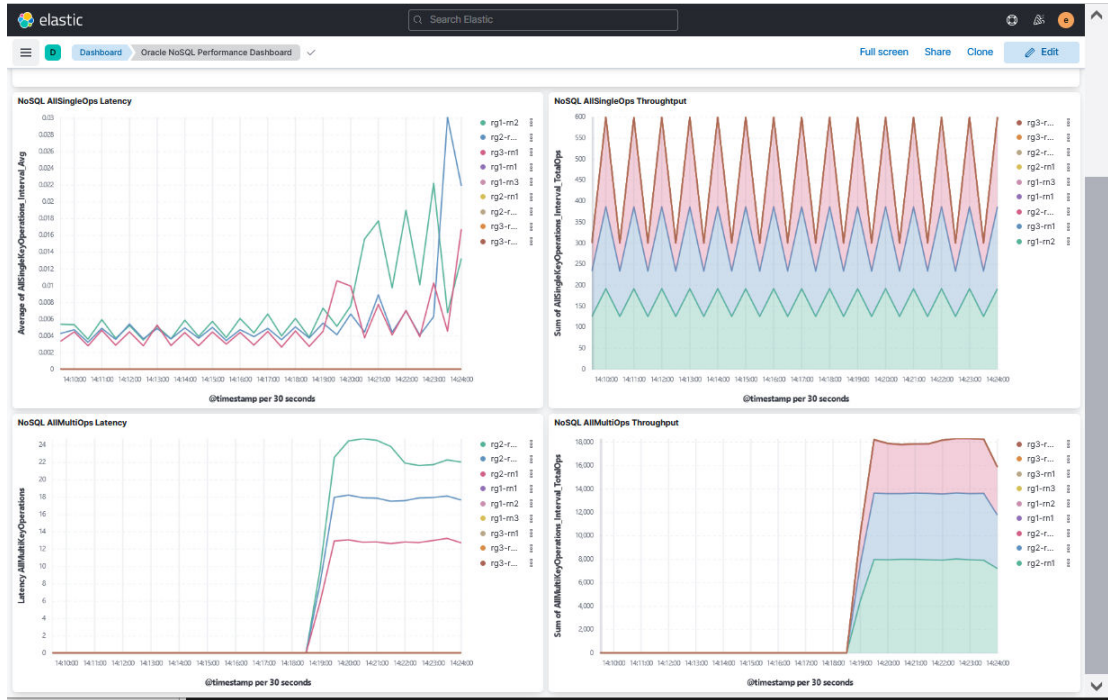 elastic
Search Elastic
e
D
Dashboard
Oracle NoSQL Performance Dashboard
Full screen
Share
Clone
Edit
NoSQL AllSingleOps Latency
Average of AllSingleKeyOperations_Interval_Avg
0.03
0.028
0.026
0.024
0.022
0.02
0.018
0.016
0.014
0.012
0.01
0.008
0.006
0.004
0.002
0
14:10:00 14:11:00 14:12:00 14:13:00 14:14:00 14:15:00 14:16:00 14:17:00 14:18:00 14:19:00 14:20:00 14:21:00 14:22:00 14:23:00 14:24:00
@timestamp per 30 seconds
rg1-rn2
rg2-r...
rg3-rn1
rg1-rn1
rg1-rn3
rg2-rn1
rg2-r...
rg3-r...
rg3-r...
NoSQL AllSingleOps Throughtput
Sum of AllSingleKeyOperations_Interval_TotalOps
600
550
500
450
400
350
300
250
200
150
100
50
0
14:10:00 14:11:00 14:12:00 14:13:00 14:14:00 14:15:00 14:16:00 14:17:00 14:18:00 14:19:00 14:20:00 14:21:00 14:22:00 14:23:00 14:24:00
@timestamp per 30 seconds
rg3-r...
rg3-r...
rg2-r...
rg2-rn1
rg1-rn3
rg1-rn1
rg2-r...
rg3-rn1
rg1-rn2
NoSQL AllMultiOps Latency
Latency AllMultiKeyOperations
24
22
20
18
16
14
12
10
8
6
4
2
0
14:10:00 14:11:00 14:12:00 14:13:00 14:14:00 14:15:00 14:16:00 14:17:00 14:18:00 14:19:00 14:20:00 14:21:00 14:22:00 14:23:00 14:24:00
@timestamp per 30 seconds
rg2-r...
rg2-r...
rg2-rn1
rg1-rn1
rg1-rn2
rg1-rn3
rg3-rn1
rg3-r...
rg3-r...
NoSQL AllMultiOps Throughput
Sum of AllMultiKeyOperations_Interval_TotalOps
18,000
16,000
14,000
12,000
10,000
8,000
6,000
4,000
2,000
0
14:10:00 14:11:00 14:12:00 14:13:00 14:14:00 14:15:00 14:16:00 14:17:00 14:18:00 14:19:00 14:20:00 14:21:00 14:22:00 14:23:00 14:24:00
@timestamp per 30 seconds
rg3-r...
rg3-r...
rg3-rn1
rg1-rn3
rg1-rn2
rg1-rn1
rg2-r...
rg2-r...
rg2-rn1